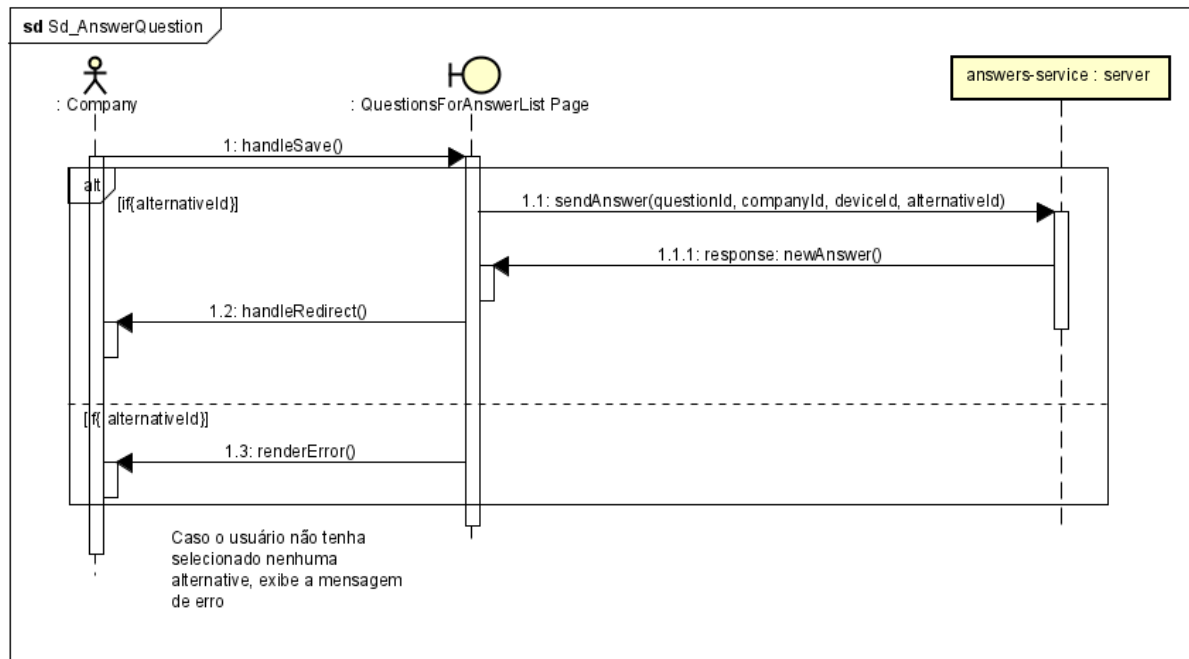 sd Sd_AnswerQuestion
: Company
: QuestionsForAnswerList Page
answers-service : server
1: handleSave()
alt
[if{alternativeId}]
1.1: sendAnswer(questionId, companyId, deviceId, alternativeId)
1.1.1: response: newAnswer()
1.2: handleRedirect()
alternativeId}]
1.3: renderError()
Caso o usuário não tenha
selecionado nenhuma
alternative, exibe a mensagem
de erro